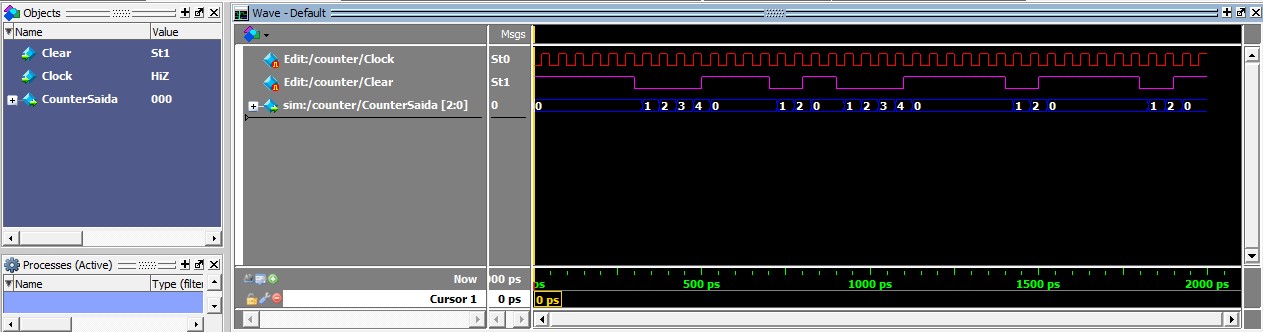 Objects
Name Value
Clear St1
Clock HiZ
CounterSaida 000
Processes (Active)
Name Type (filter
Wave - Default
Msgs
Edit:/counter/Clock St0
Edit:/counter/Clear St1
sim:/counter/CounterSaida [2:0] 0 0 1 2 3 4 0 1 2 0 1 2 3 4 0 1 2 0 1 2 0
Now 000 ps ps 500 ps 1000 ps 1500 ps 2000 ps
Cursor 1 0 ps 0 ps